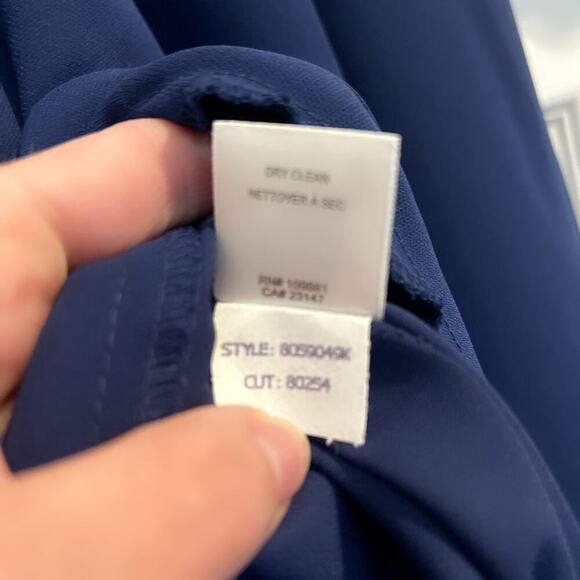 DRY CLEAN
NETTOYER À SEC
RN# 109881
CA# 23147
STYLE: 8059049K
CUT: 80254